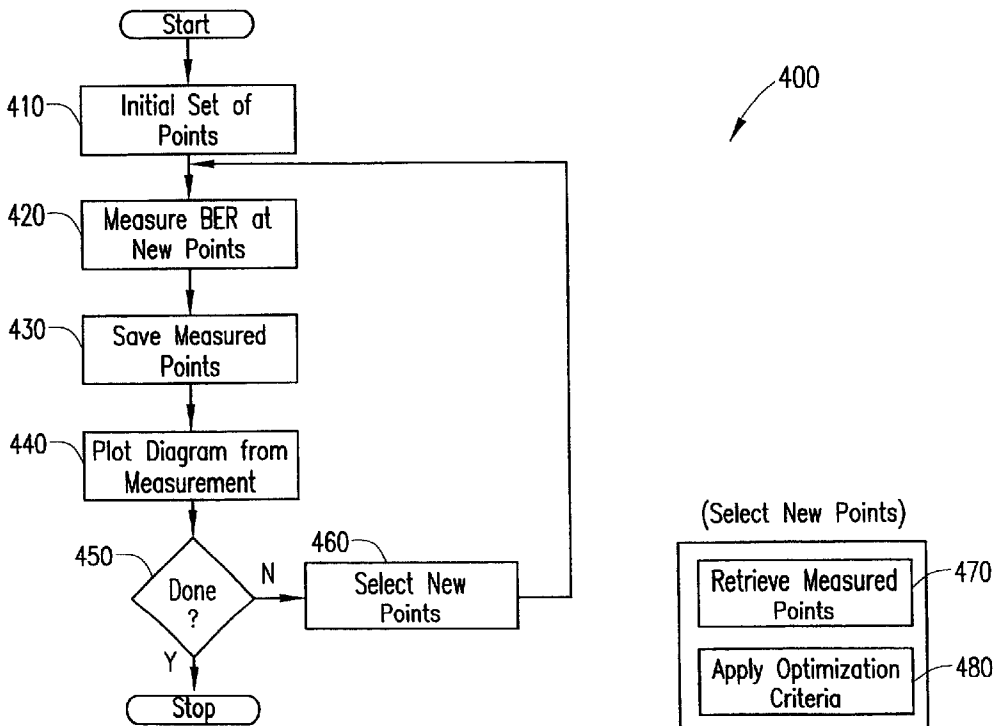 Start
400
410
Initial Set of
Points
420
Measure BER at
New Points
430
Save Measured
Points
440
Plot Diagram from
Measurement
450
Done
?
N
Y
460
Select New
Points
Stop
(Select New Points)
Retrieve Measured
Points
470
Apply Optimization
Criteria
480